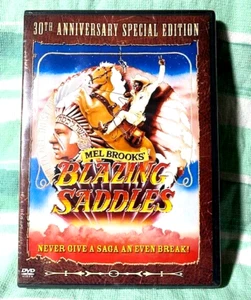 30TH ANNIVERSARY SPECIAL EDITION
MEL BROOKS'
BLAZING
SADDLES
NEVER GIVE A SAGA AN EVEN BREAK!
DVD